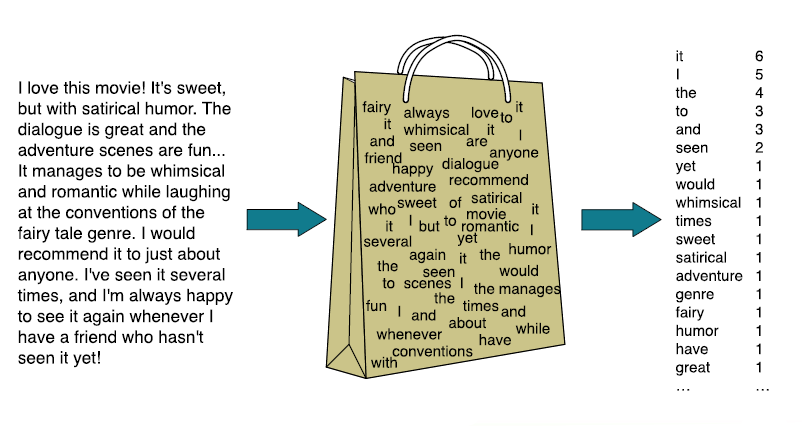 I love this movie! It's sweet,
but with satirical humor. The
dialogue is great and the
adventure scenes are fun...
It manages to be whimsical
and romantic while laughing
at the conventions of the
fairy tale genre. I would
recommend it to just about
anyone. I've seen it several
times, and I'm always happy
to see it again whenever I
have a friend who hasn't
seen it yet!
fairy always love to it
it whimsical it I
and seen are anyone
friend happy dialogue
adventure recommend
who sweet of satirical
it I but to movie romantic it I
several yet
again it the humor
the seen would
to scenes I the manages
fun I and the times and
whenever about while
have
conventions
with
it 6
I 5
the 4
to 3
and 3
seen 2
yet 1
would 1
whimsical 1
times 1
sweet 1
satirical 1
adventure 1
genre 1
fairy 1
humor 1
have 1
great 1
... ...